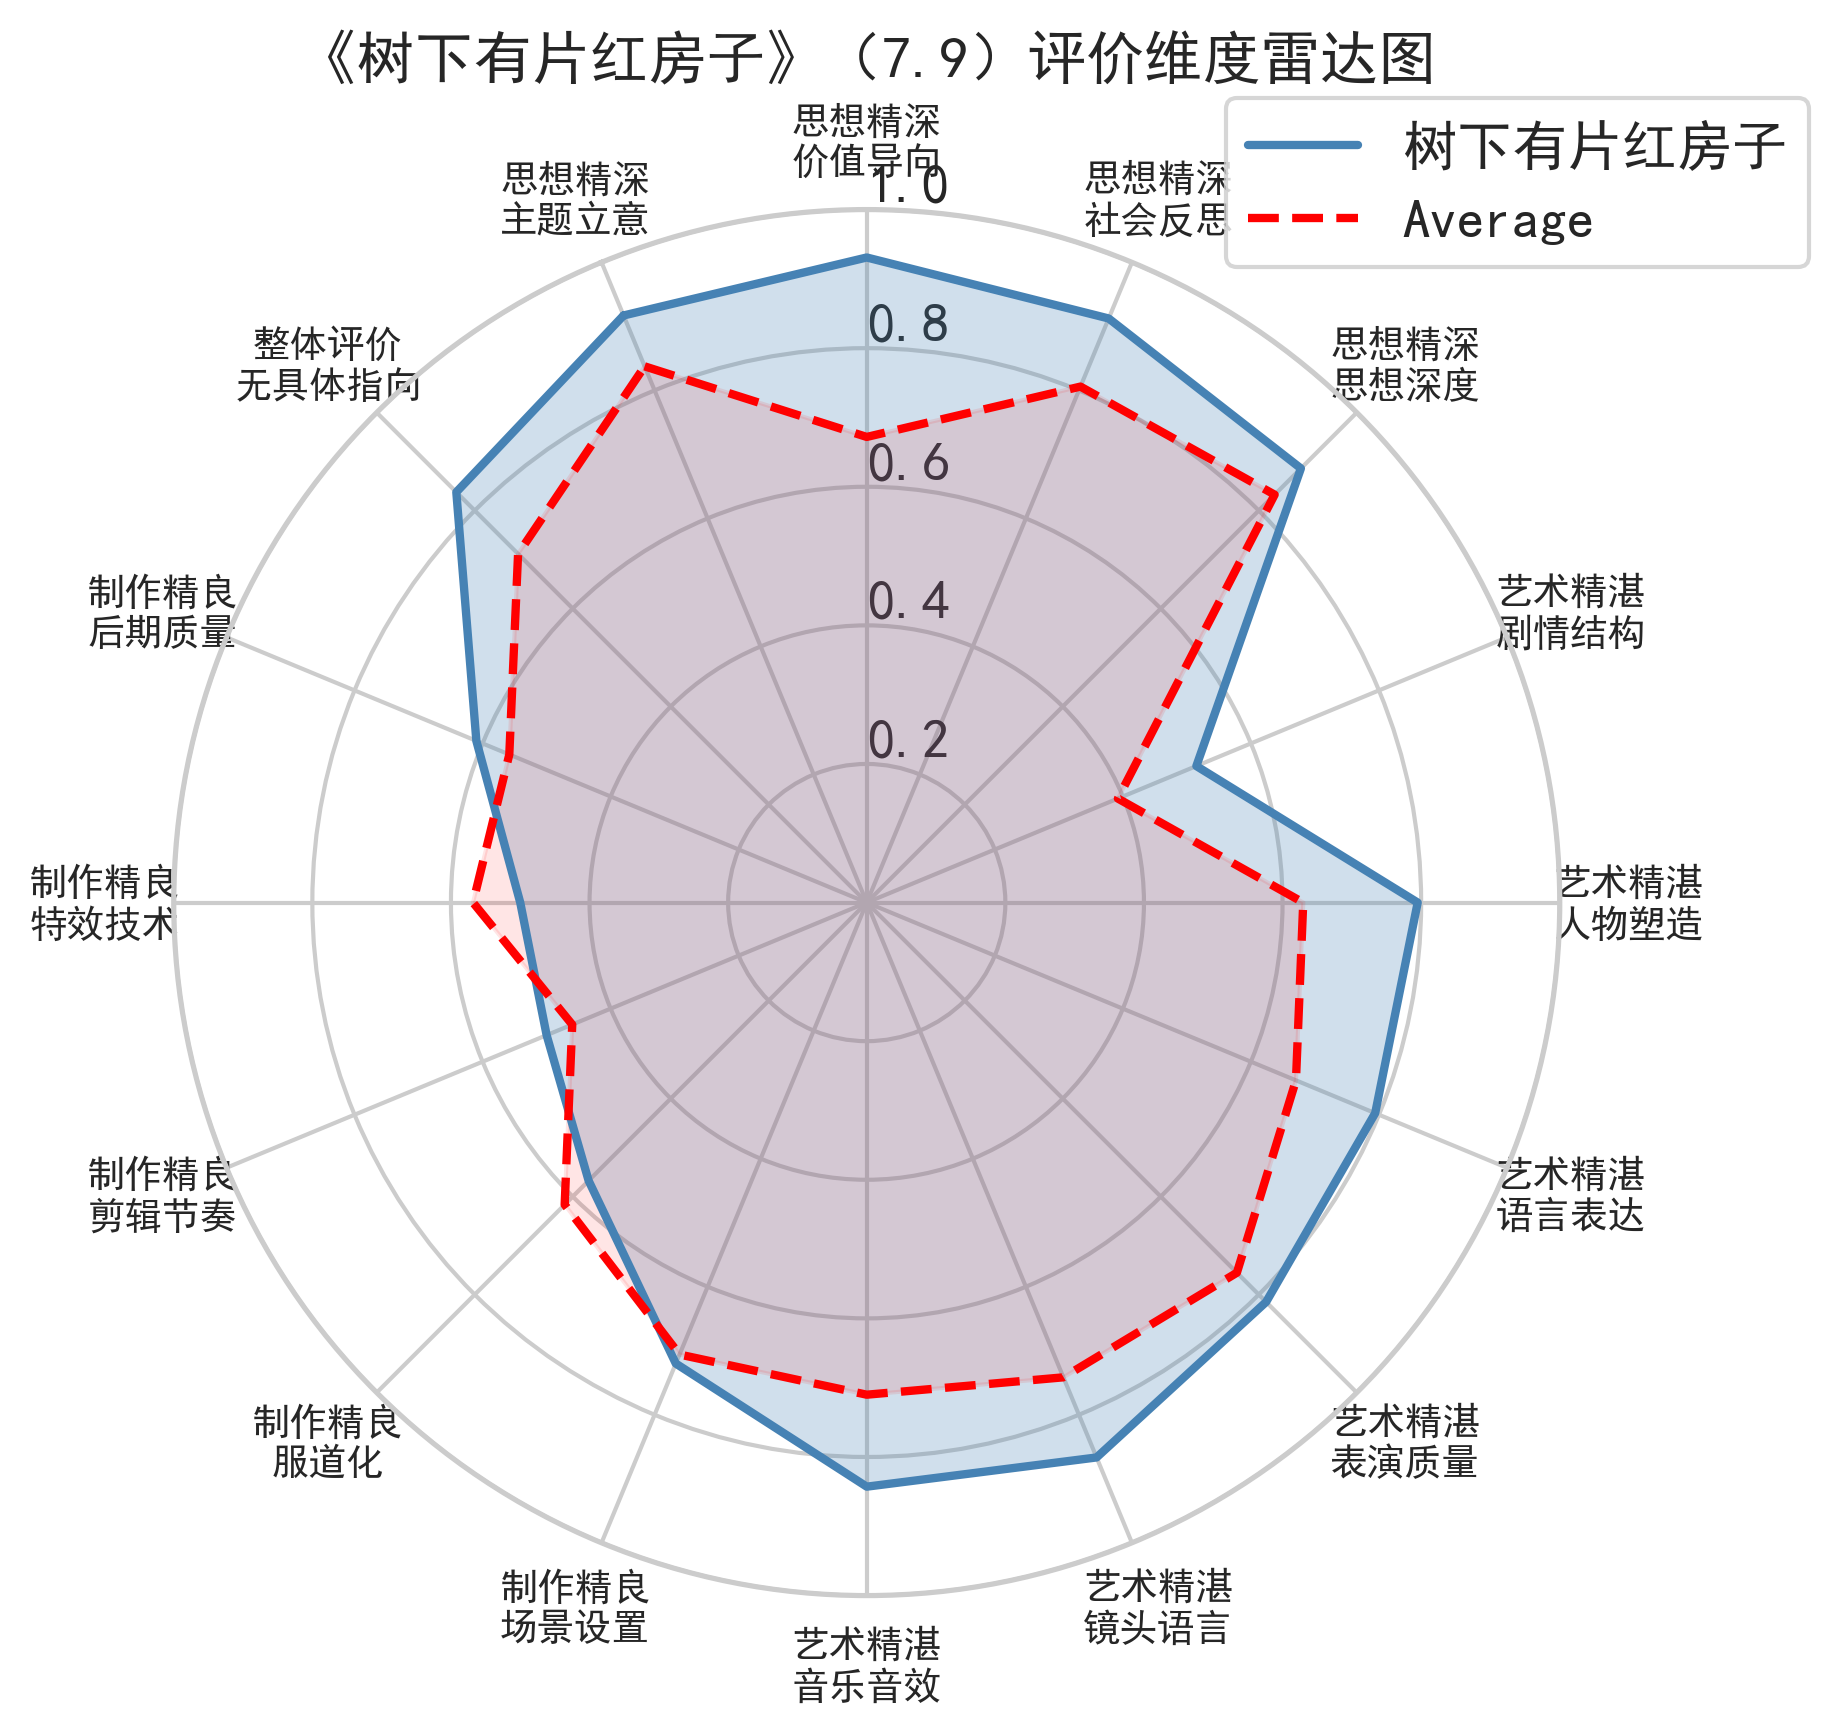 《树下有片红房子》（7.9）评价维度雷达图
树下有片红房子
Average
思想精深
价值导向
思想精深
社会反思
思想精深
思想深度
艺术精湛
剧情结构
艺术精湛
人物塑造
艺术精湛
语言表达
艺术精湛
表演质量
艺术精湛
镜头语言
艺术精湛
音乐音效
制作精良
场景设置
制作精良
服道化
制作精良
剪辑节奏
制作精良
特效技术
制作精良
后期质量
整体评价
无具体指向
思想精深
主题立意
1.0
0.8
0.6
0.4
0.2